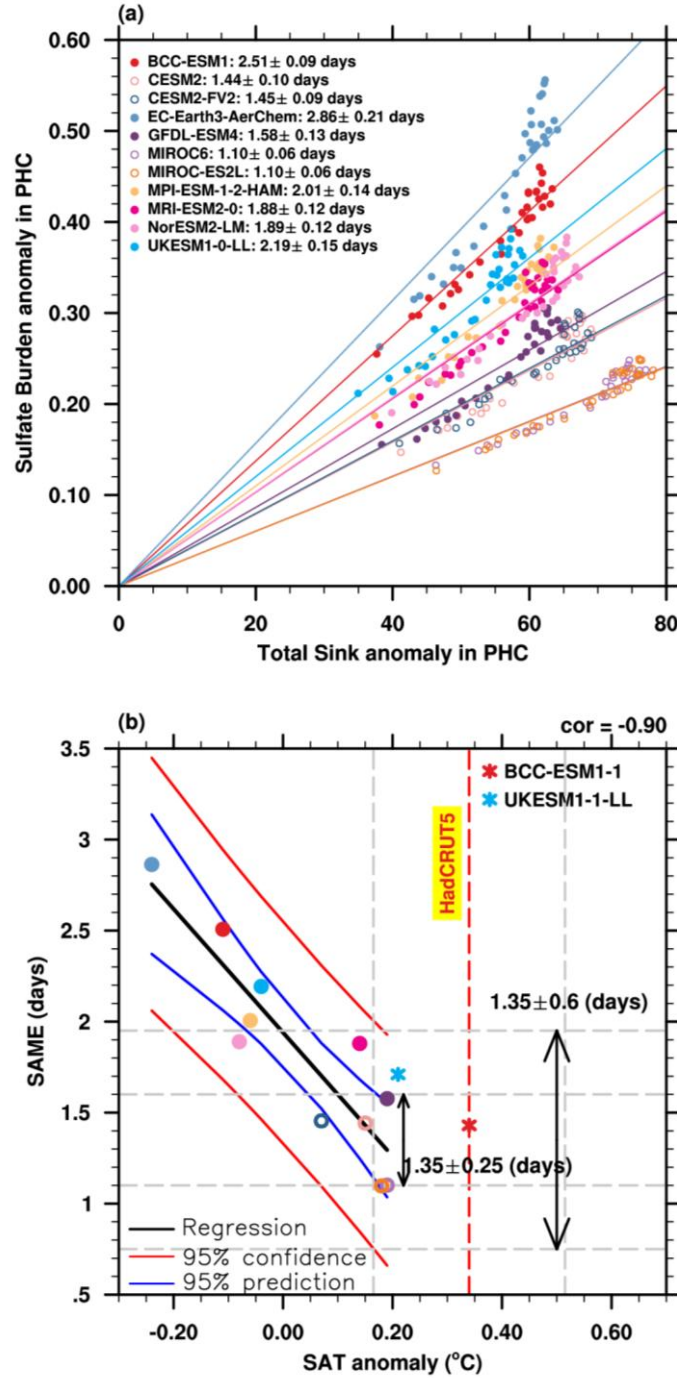 (a)
0.60
0.50
0.40
0.30
0.20
0.10
0.00
Sulfate Burden anomaly in PHC
BCC-ESM1: 2.51± 0.09 days
CESM2: 1.44± 0.10 days
CESM2-FV2: 1.45± 0.09 days
EC-Earth3-AerChem: 2.86± 0.21 days
GFDL-ESM4: 1.58± 0.13 days
MIROC6: 1.10± 0.06 days
MIROC-ES2L: 1.10± 0.06 days
MPI-ESM-1-2-HAM: 2.01± 0.14 days
MRI-ESM2-0: 1.88± 0.12 days
NorESM2-LM: 1.89± 0.12 days
UKESM1-0-LL: 2.19± 0.15 days
0 20 40 60 80
Total Sink anomaly in PHC
(b)
cor = -0.90
3.5
3
2.5
2
1.5
1
.5
SAME (days)
BCC-ESM1-1
UKESM1-1-LL
HadCRUT5
1.35±0.6 (days)
1.35±0.25 (days)
Regression
95% confidence
95% prediction
-0.20 0.00 0.20 0.40 0.60
SAT anomaly (°C)